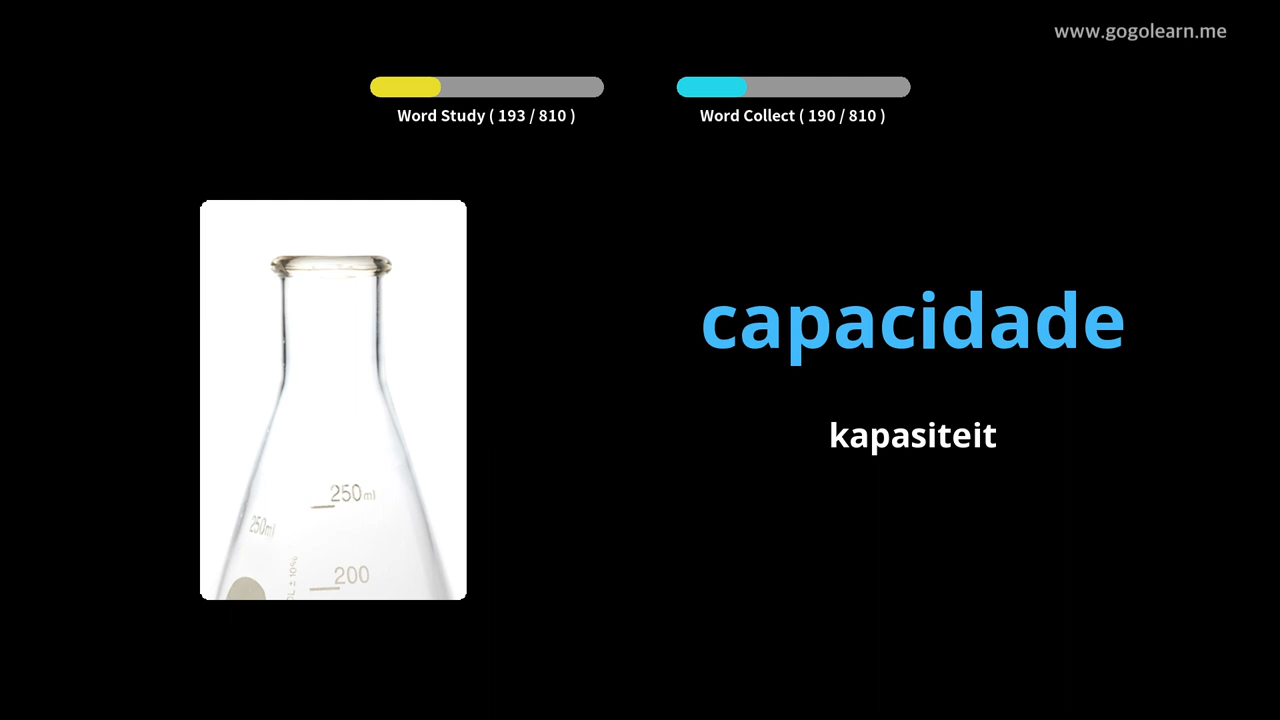 www.gogolearn.me
Word Study ( 193 / 810 )
Word Collect ( 190 / 810 )
capacidade
kapasiteit
250ml
250ml
200